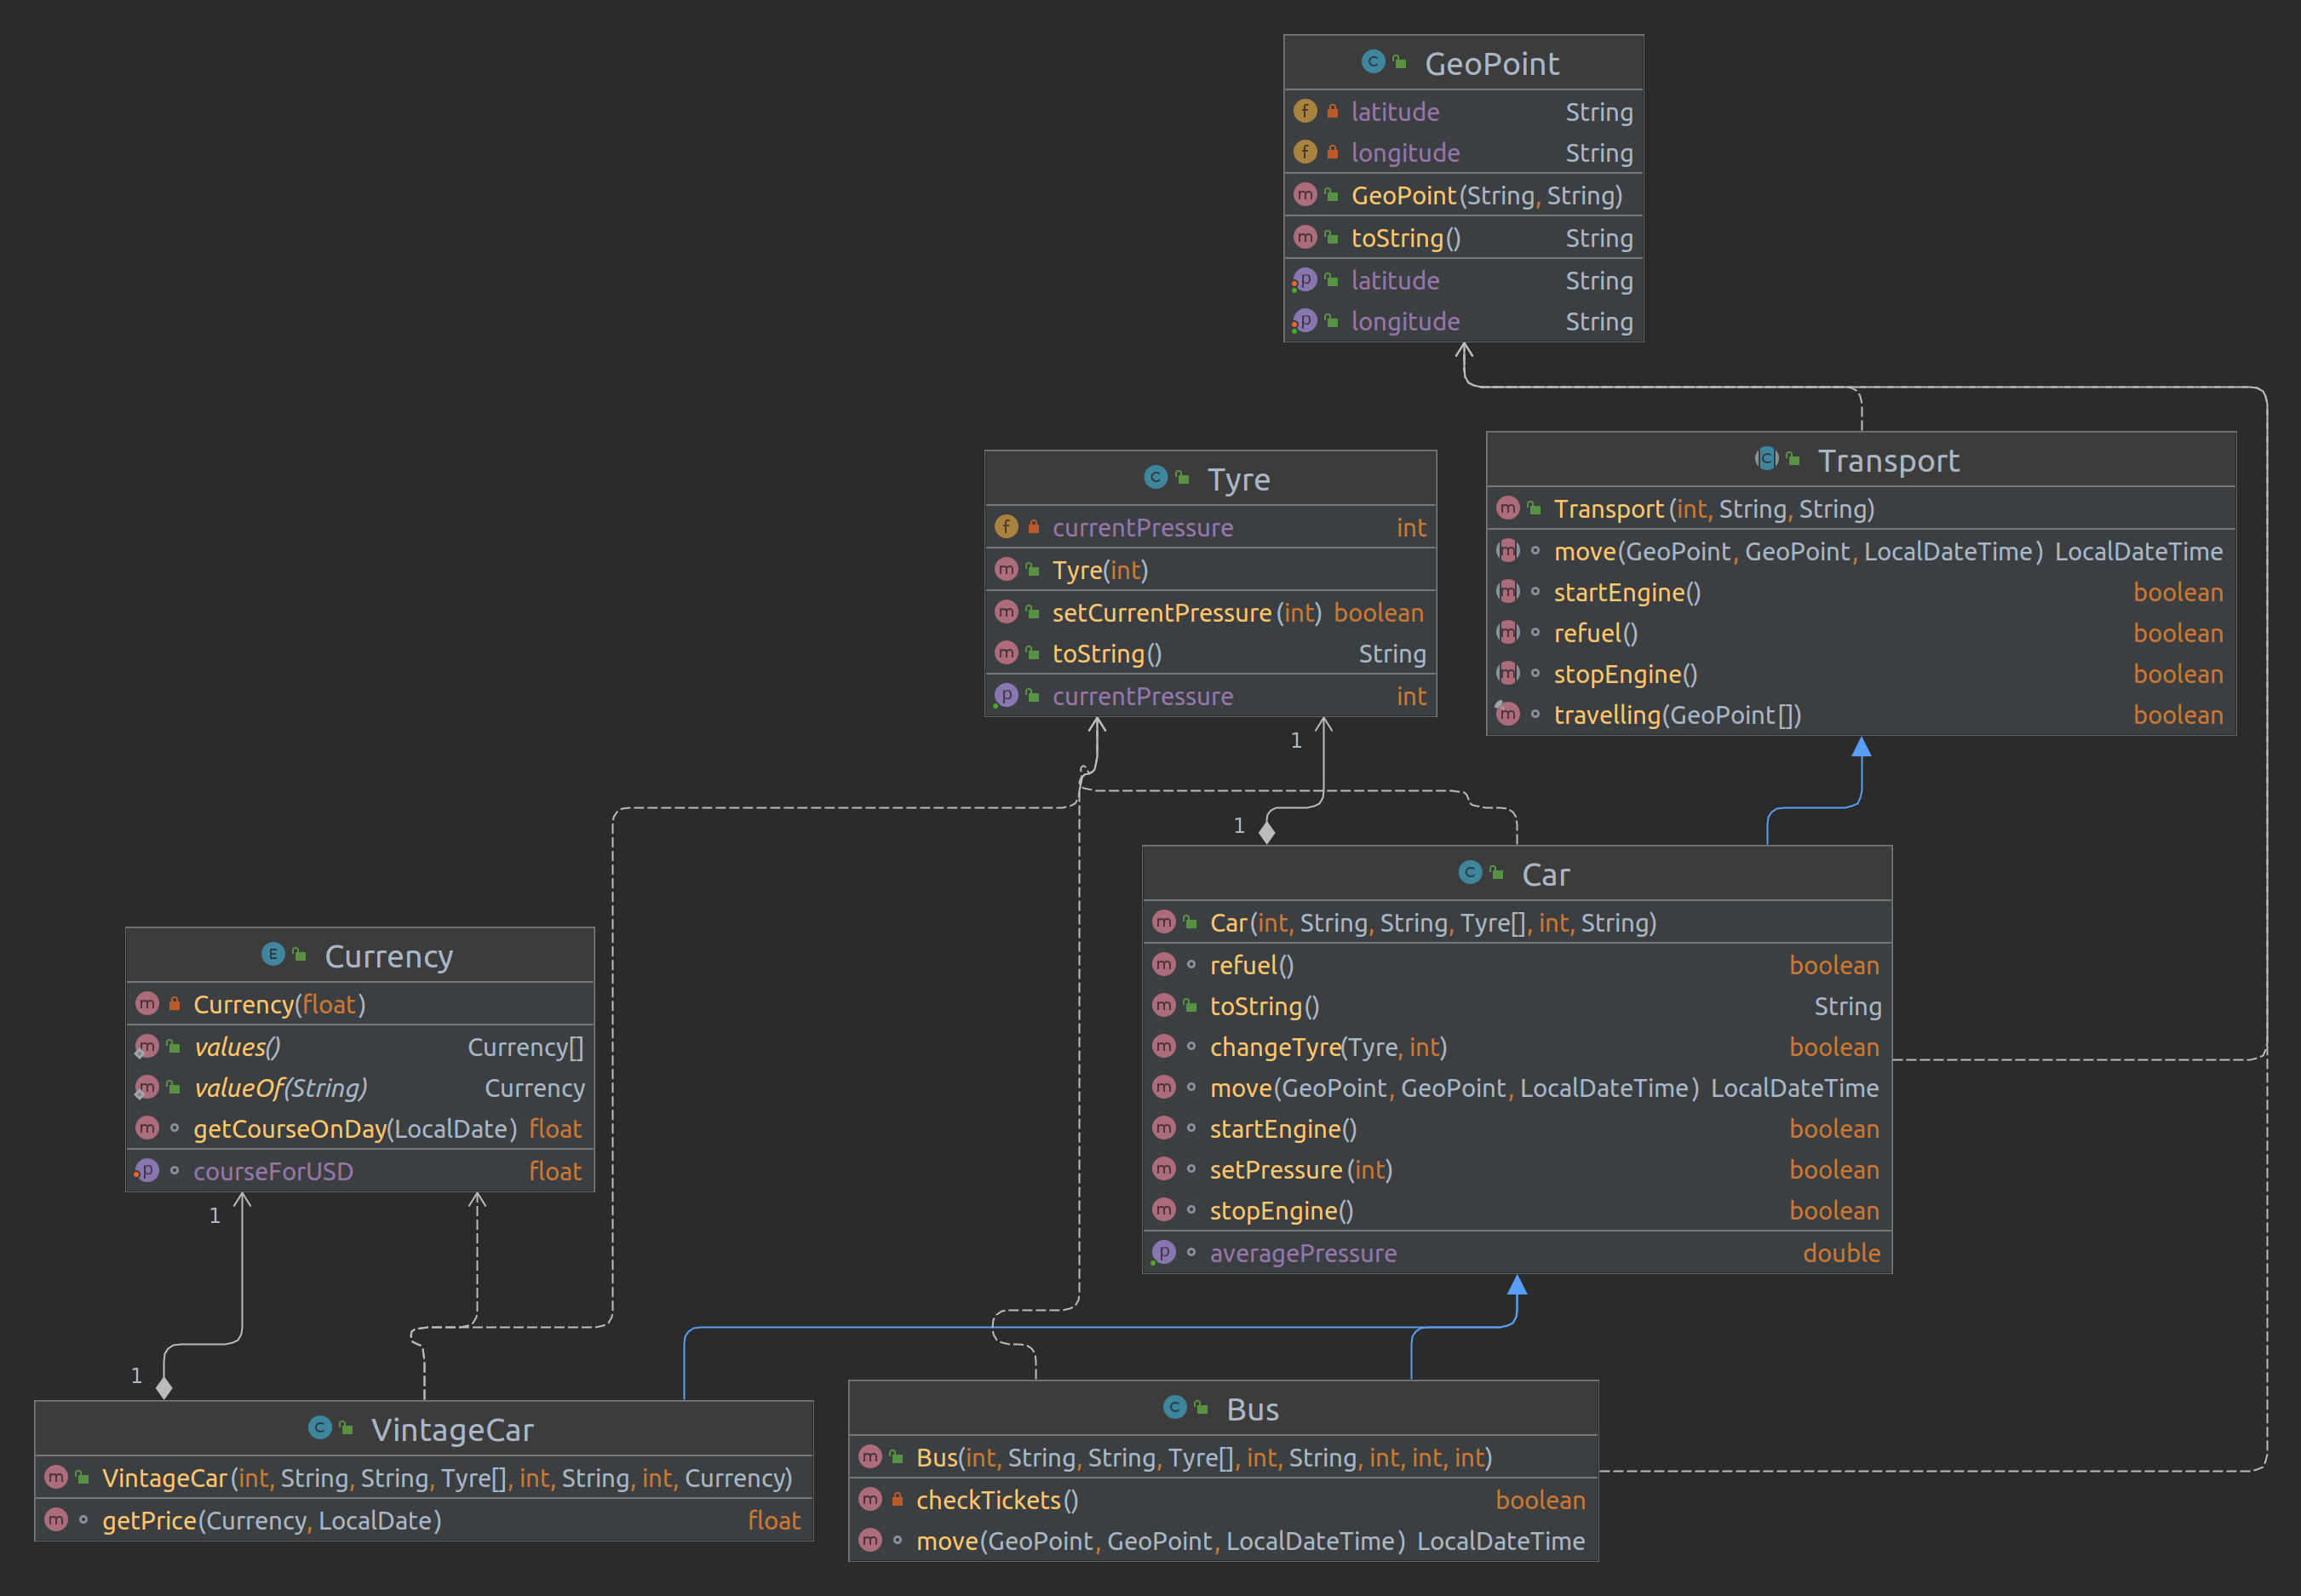 GeoPoint
latitude String
longitude String
GeoPoint(String, String)
toString() String
latitude String
longitude String
Tyre
currentPressure int
Tyre(int)
setCurrentPressure(int) boolean
toString() String
currentPressure int
1
Transport
Transport(int, String, String)
move(GeoPoint, GeoPoint, LocalDateTime) LocalDateTime
startEngine() boolean
refuel() boolean
stopEngine() boolean
travelling(GeoPoint[]) boolean
1
Car
Car(int, String, String, Tyre[], int, String)
refuel() boolean
toString() String
changeTyre(Tyre, int) boolean
move(GeoPoint, GeoPoint, LocalDateTime) LocalDateTime
startEngine() boolean
setPressure(int) boolean
stopEngine() boolean
averagePressure double
Currency
Currency(float)
values() Currency[]
valueOf(String) Currency
getCourseOnDay(LocalDate) float
courseForUSD float
1
1
VintageCar
VintageCar(int, String, String, Tyre[], int, String, int, Currency)
getPrice(Currency, LocalDate) float
Bus
Bus(int, String, String, Tyre[], int, String, int, int, int)
checkTickets() boolean
move(GeoPoint, GeoPoint, LocalDateTime) LocalDateTime